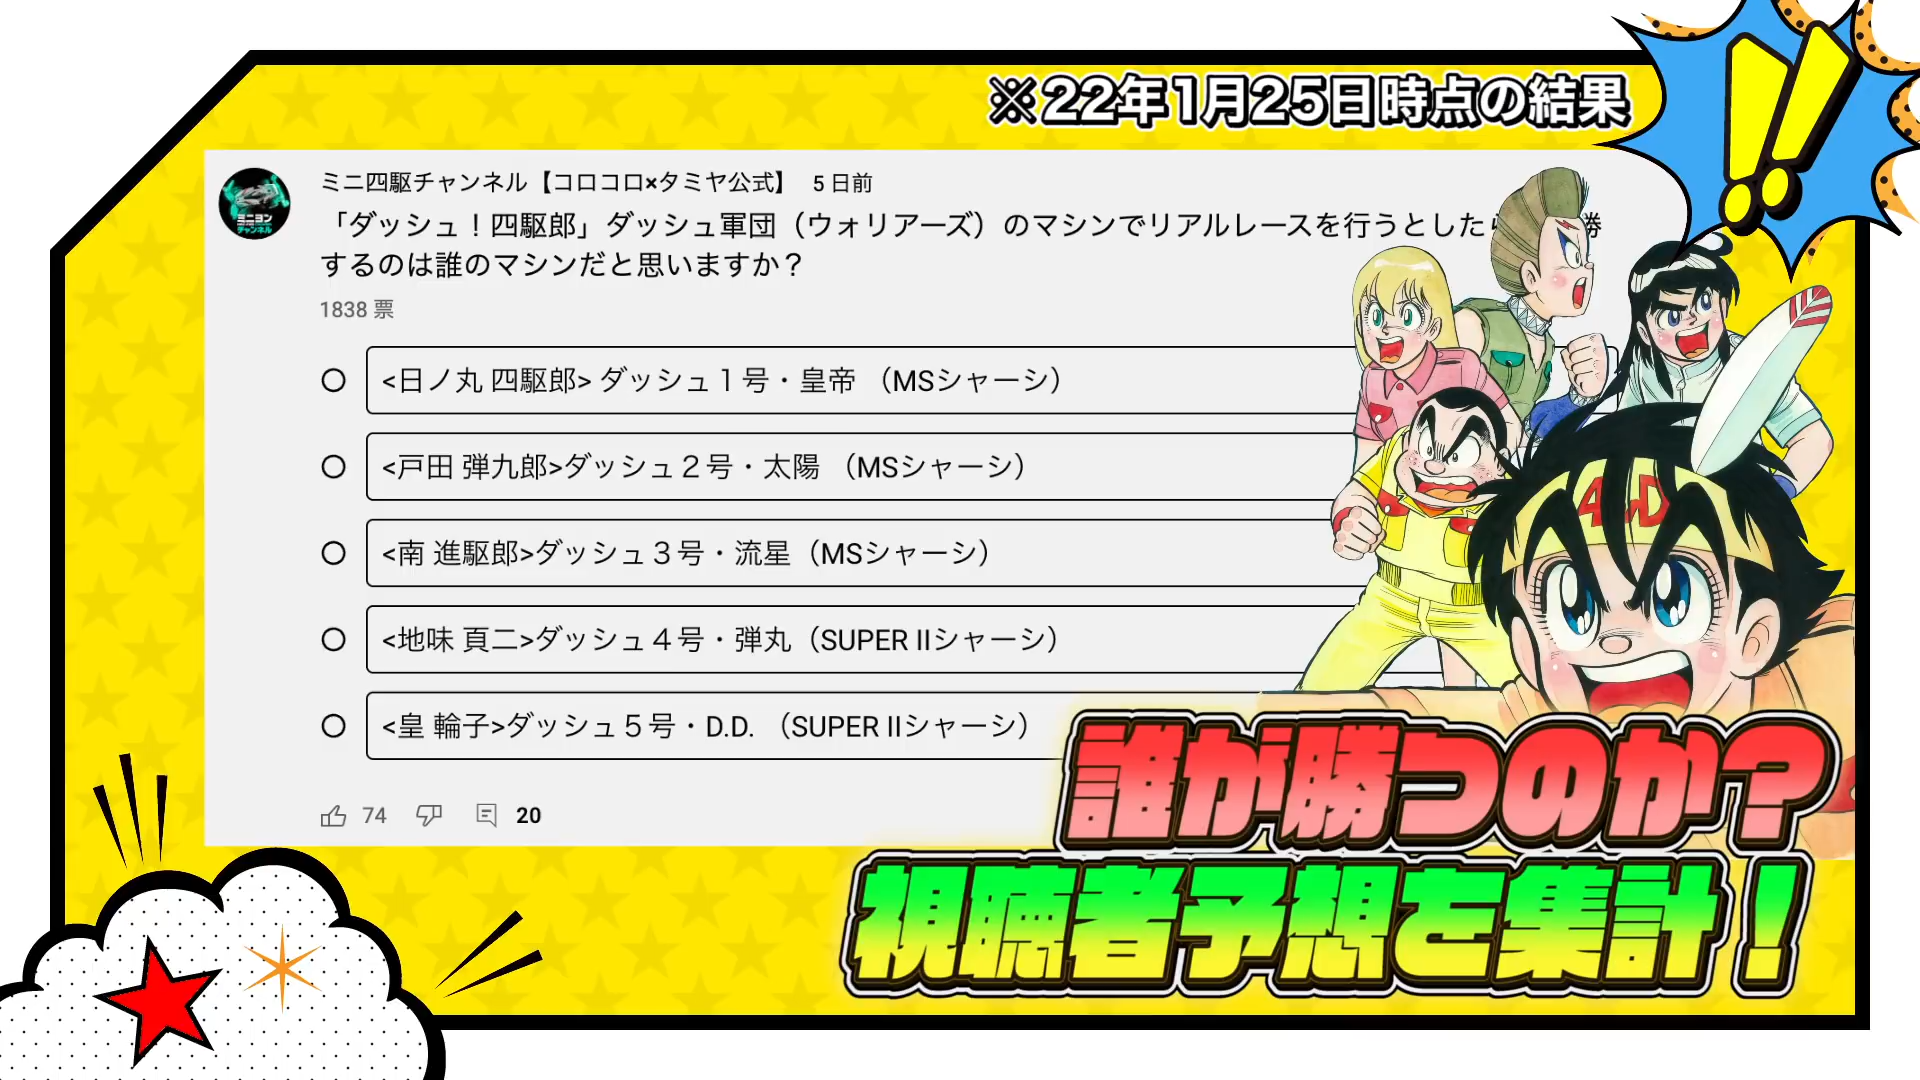 ※22年1月25日時点の結果
ミニ四駆チャンネル【コロコロ×タミヤ公式】 5 日前
「ダッシュ！四駆郎」ダッシュ軍団（ウォリアーズ）のマシンでリアルレースを行うとした 勝
するのは誰のマシンだと思いますか？
1838 票
<日ノ丸 四駆郎> ダッシュ１号・皇帝 （MSシャーシ）
<戸田 弾九郎>ダッシュ２号・太陽 （MSシャーシ）
<南 進駆郎>ダッシュ３号・流星（MSシャーシ）
<地味 頁二>ダッシュ４号・弾丸（SUPER IIシャーシ）
<皇 輪子>ダッシュ５号・D.D. （SUPER IIシャーシ）
74 20
誰が勝つのか？
視聴者予想を集計！
ミニヨン
チャンネル